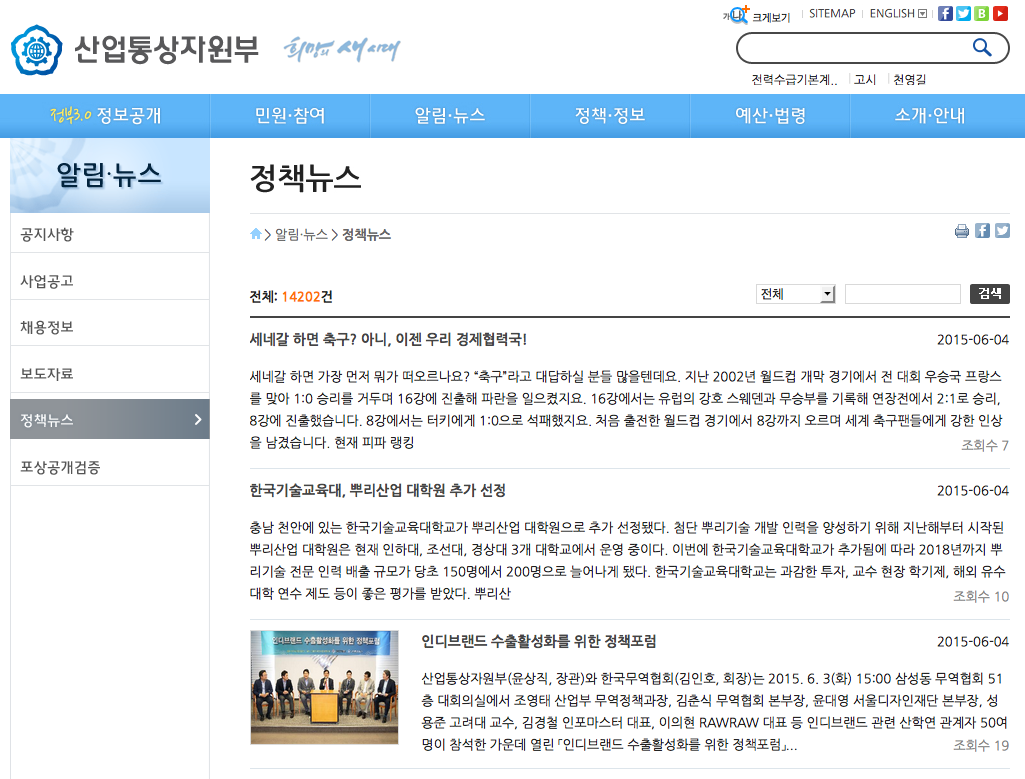 가나 크게보기 SITEMAP ENGLISH f B
산업통상자원부 희망의 새 시대
전력수급기본계.. 고시 천영길
정부3.0 정보공개 민원·참여 알림·뉴스 정책·정보 예산·법령 소개·안내
알림·뉴스
공지사항
사업공고
채용정보
보도자료
정책뉴스
포상공개검증
정책뉴스
> 알림·뉴스 > 정책뉴스
전체: 14202건 전체 검색
세네갈 하면 축구? 아니, 이젠 우리 경제협력국! 2015-06-04
세네갈 하면 가장 먼저 뭐가 떠오르나요? “축구”라고 대답하실 분들 많을텐데요. 지난 2002년 월드컵 개막 경기에서 전 대회 우승국 프랑스
를 맞아 1:0 승리를 거두며 16강에 진출해 파란을 일으켰지요. 16강에서는 유럽의 강호 스웨덴과 무승부를 기록해 연장전에서 2:1로 승리,
8강에 진출했습니다. 8강에서는 터키에게 1:0으로 석패했지요. 처음 출전한 월드컵 경기에서 8강까지 오르며 세계 축구팬들에게 강한 인상
을 남겼습니다. 현재 피파 랭킹
조회수 7
한국기술교육대, 뿌리산업 대학원 추가 선정 2015-06-04
충남 천안에 있는 한국기술교육대학교가 뿌리산업 대학원으로 추가 선정됐다. 첨단 뿌리기술 개발 인력을 양성하기 위해 지난해부터 시작된
뿌리산업 대학원은 현재 인하대, 조선대, 경상대 3개 대학교에서 운영 중이다. 이번에 한국기술교육대학교가 추가됨에 따라 2018년까지 뿌
리기술 전문 인력 배출 규모가 당초 150명에서 200명으로 늘어나게 됐다. 한국기술교육대학교는 과감한 투자, 교수 현장 학기제, 해외 우수
대학 연수 제도 등이 좋은 평가를 받았다. 뿌리산
조회수 10
인디브랜드 수출활성화를 위한 정책포럼
인디브랜드 수출활성화를 위한 정책포럼 2015-06-04
산업통상자원부(윤상직, 장관)와 한국무역협회(김인호, 회장)는 2015. 6. 3(화) 15:00 삼성동 무역협회 51
층 대회의실에서 조영태 산업부 무역정책과장, 김춘식 무역협회 본부장, 윤대영 서울디자인재단 본부장, 성
용준 고려대 교수, 김경철 인포마스터 대표, 이의현 RAWRAW 대표 등 인디브랜드 관련 산학연 관계자 50여
명이 참석한 가운데 열린 「인디브랜드 수출활성화를 위한 정책포럼」...
조회수 19